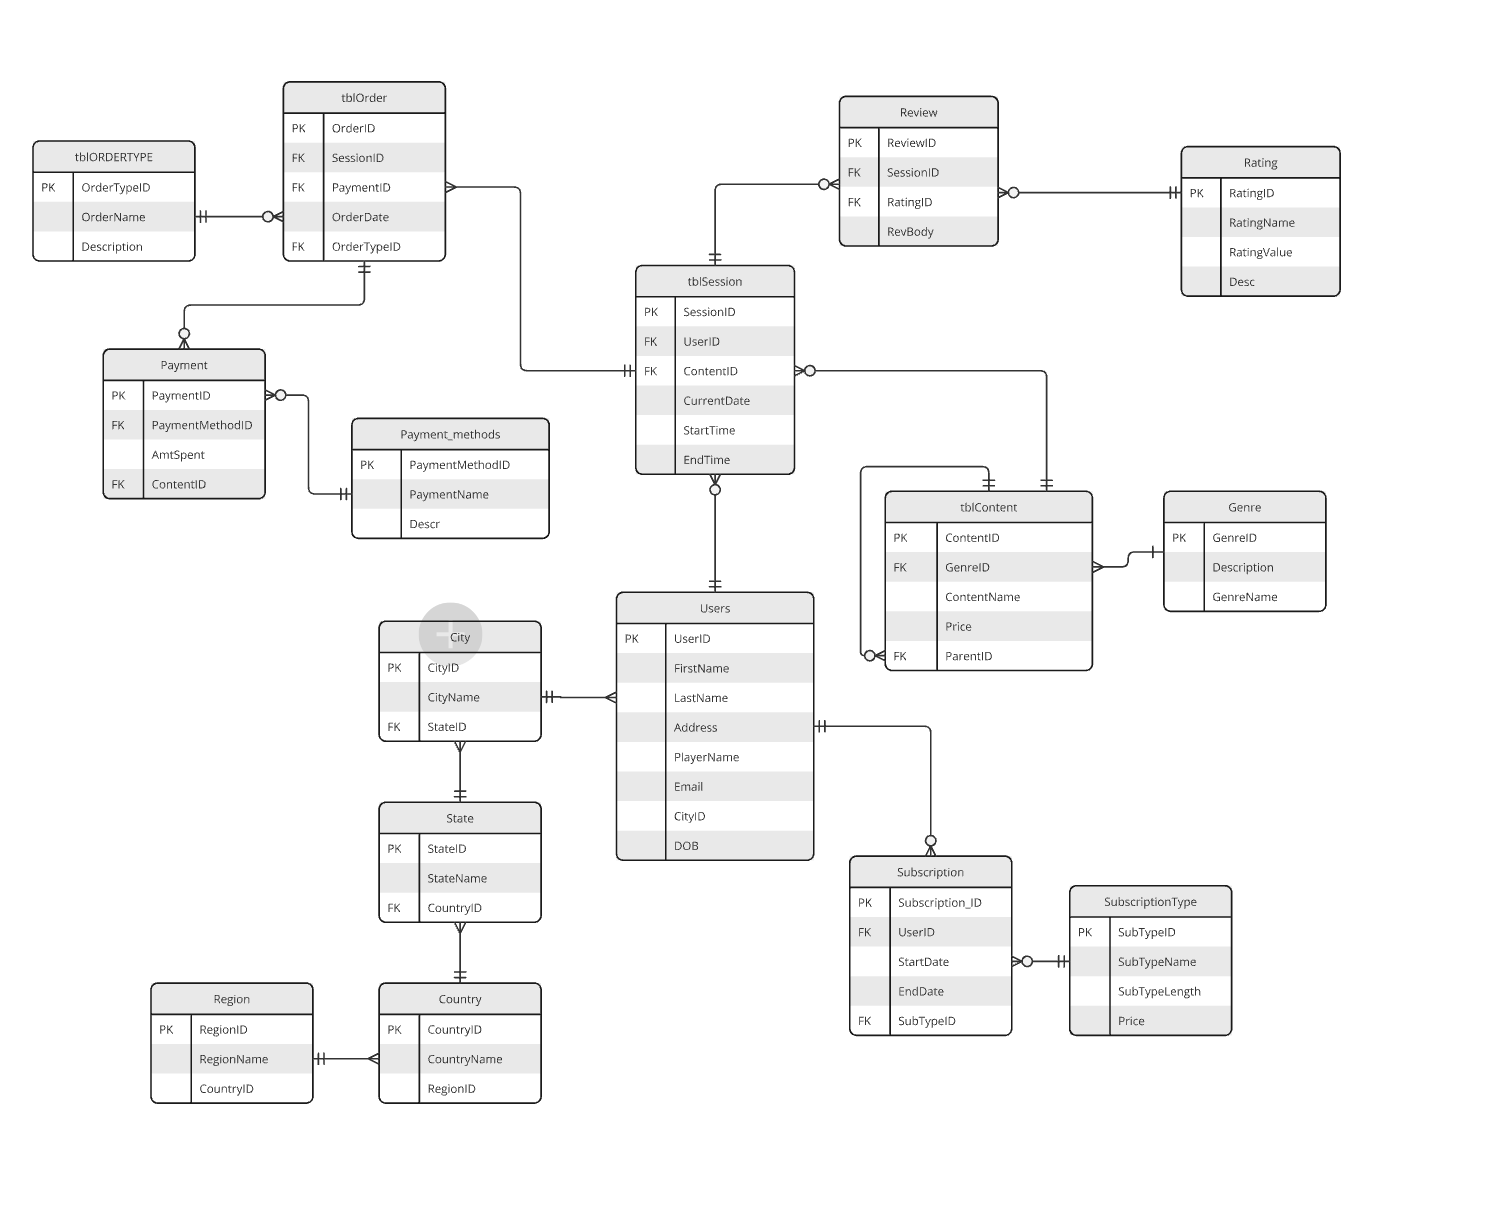 tblOrder
PK OrderID
FK SessionID
FK PaymentID
OrderDate
FK OrderTypeID
tblORDERTYPE
PK OrderTypeID
OrderName
Description
Review
PK ReviewID
FK SessionID
FK RatingID
RevBody
Rating
PK RatingID
RatingName
RatingValue
Desc
tblSession
PK SessionID
FK UserID
FK ContentID
CurrentDate
StartTime
EndTime
Payment
PK PaymentID
FK PaymentMethodID
AmtSpent
FK ContentID
Payment_methods
PK PaymentMethodID
PaymentName
Descr
tblContent
PK ContentID
FK GenreID
ContentName
Price
FK ParentID
Genre
PK GenreID
Description
GenreName
Users
PK UserID
FirstName
LastName
Address
PlayerName
Email
CityID
DOB
City
PK CityID
CityName
FK StateID
State
PK StateID
StateName
FK CountryID
Subscription
PK Subscription_ID
FK UserID
StartDate
EndDate
FK SubTypeID
SubscriptionType
PK SubTypeID
SubTypeName
SubTypeLength
Price
Region
PK RegionID
RegionName
CountryID
Country
PK CountryID
CountryName
RegionID